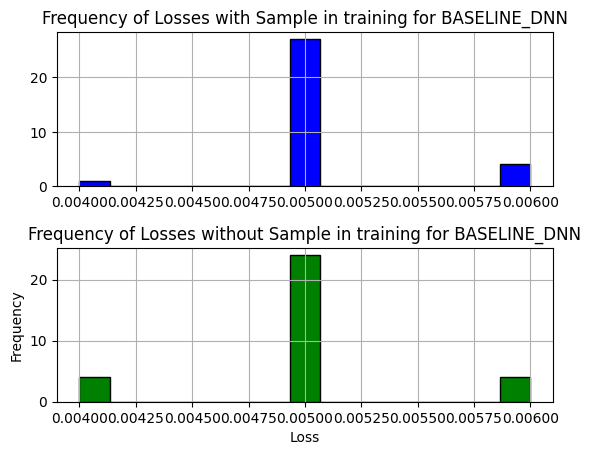 Frequency of Losses with Sample in training for BASELINE_DNN
20
10
0
0.00400 0.00425 0.00450 0.00475 0.00500 0.00525 0.00550 0.00575 0.00600
Frequency of Losses without Sample in training for BASELINE_DNN
20
10
0
Frequency
0.00400 0.00425 0.00450 0.00475 0.00500 0.00525 0.00550 0.00575 0.00600
Loss